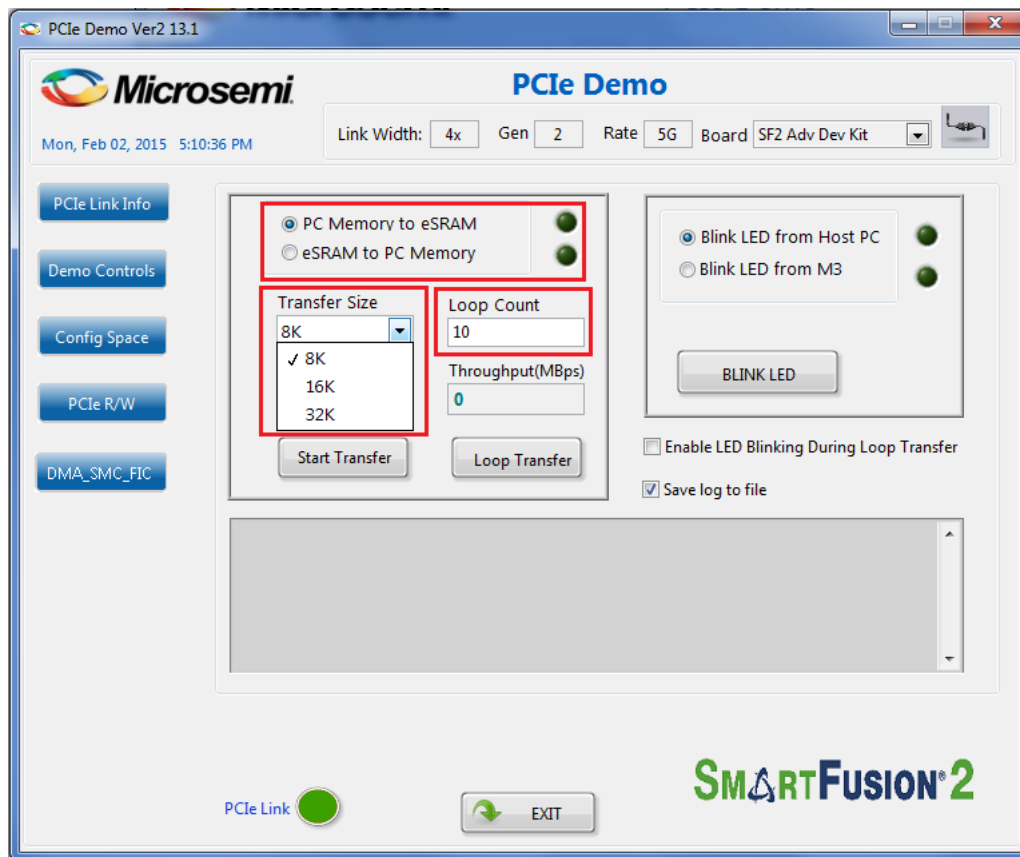 PCIe Demo Ver2 13.1
Microsemi.
PCIe Demo
Mon, Feb 02, 2015 5:10:36 PM
Link Width: 4x Gen 2 Rate 5G Board SF2 Adv Dev Kit
PCIe Link Info
Demo Controls
Config Space
PCIe R/W
DMA_SMC_FIC
PC Memory to eSRAM
eSRAM to PC Memory
Transfer Size
8K
✓ 8K
16K
32K
Loop Count
10
Throughput(MBps)
0
Start Transfer
Loop Transfer
Blink LED from Host PC
Blink LED from M3
BLINK LED
Enable LED Blinking During Loop Transfer
Save log to file
PCIe Link
EXIT
SMARTFUSION®2